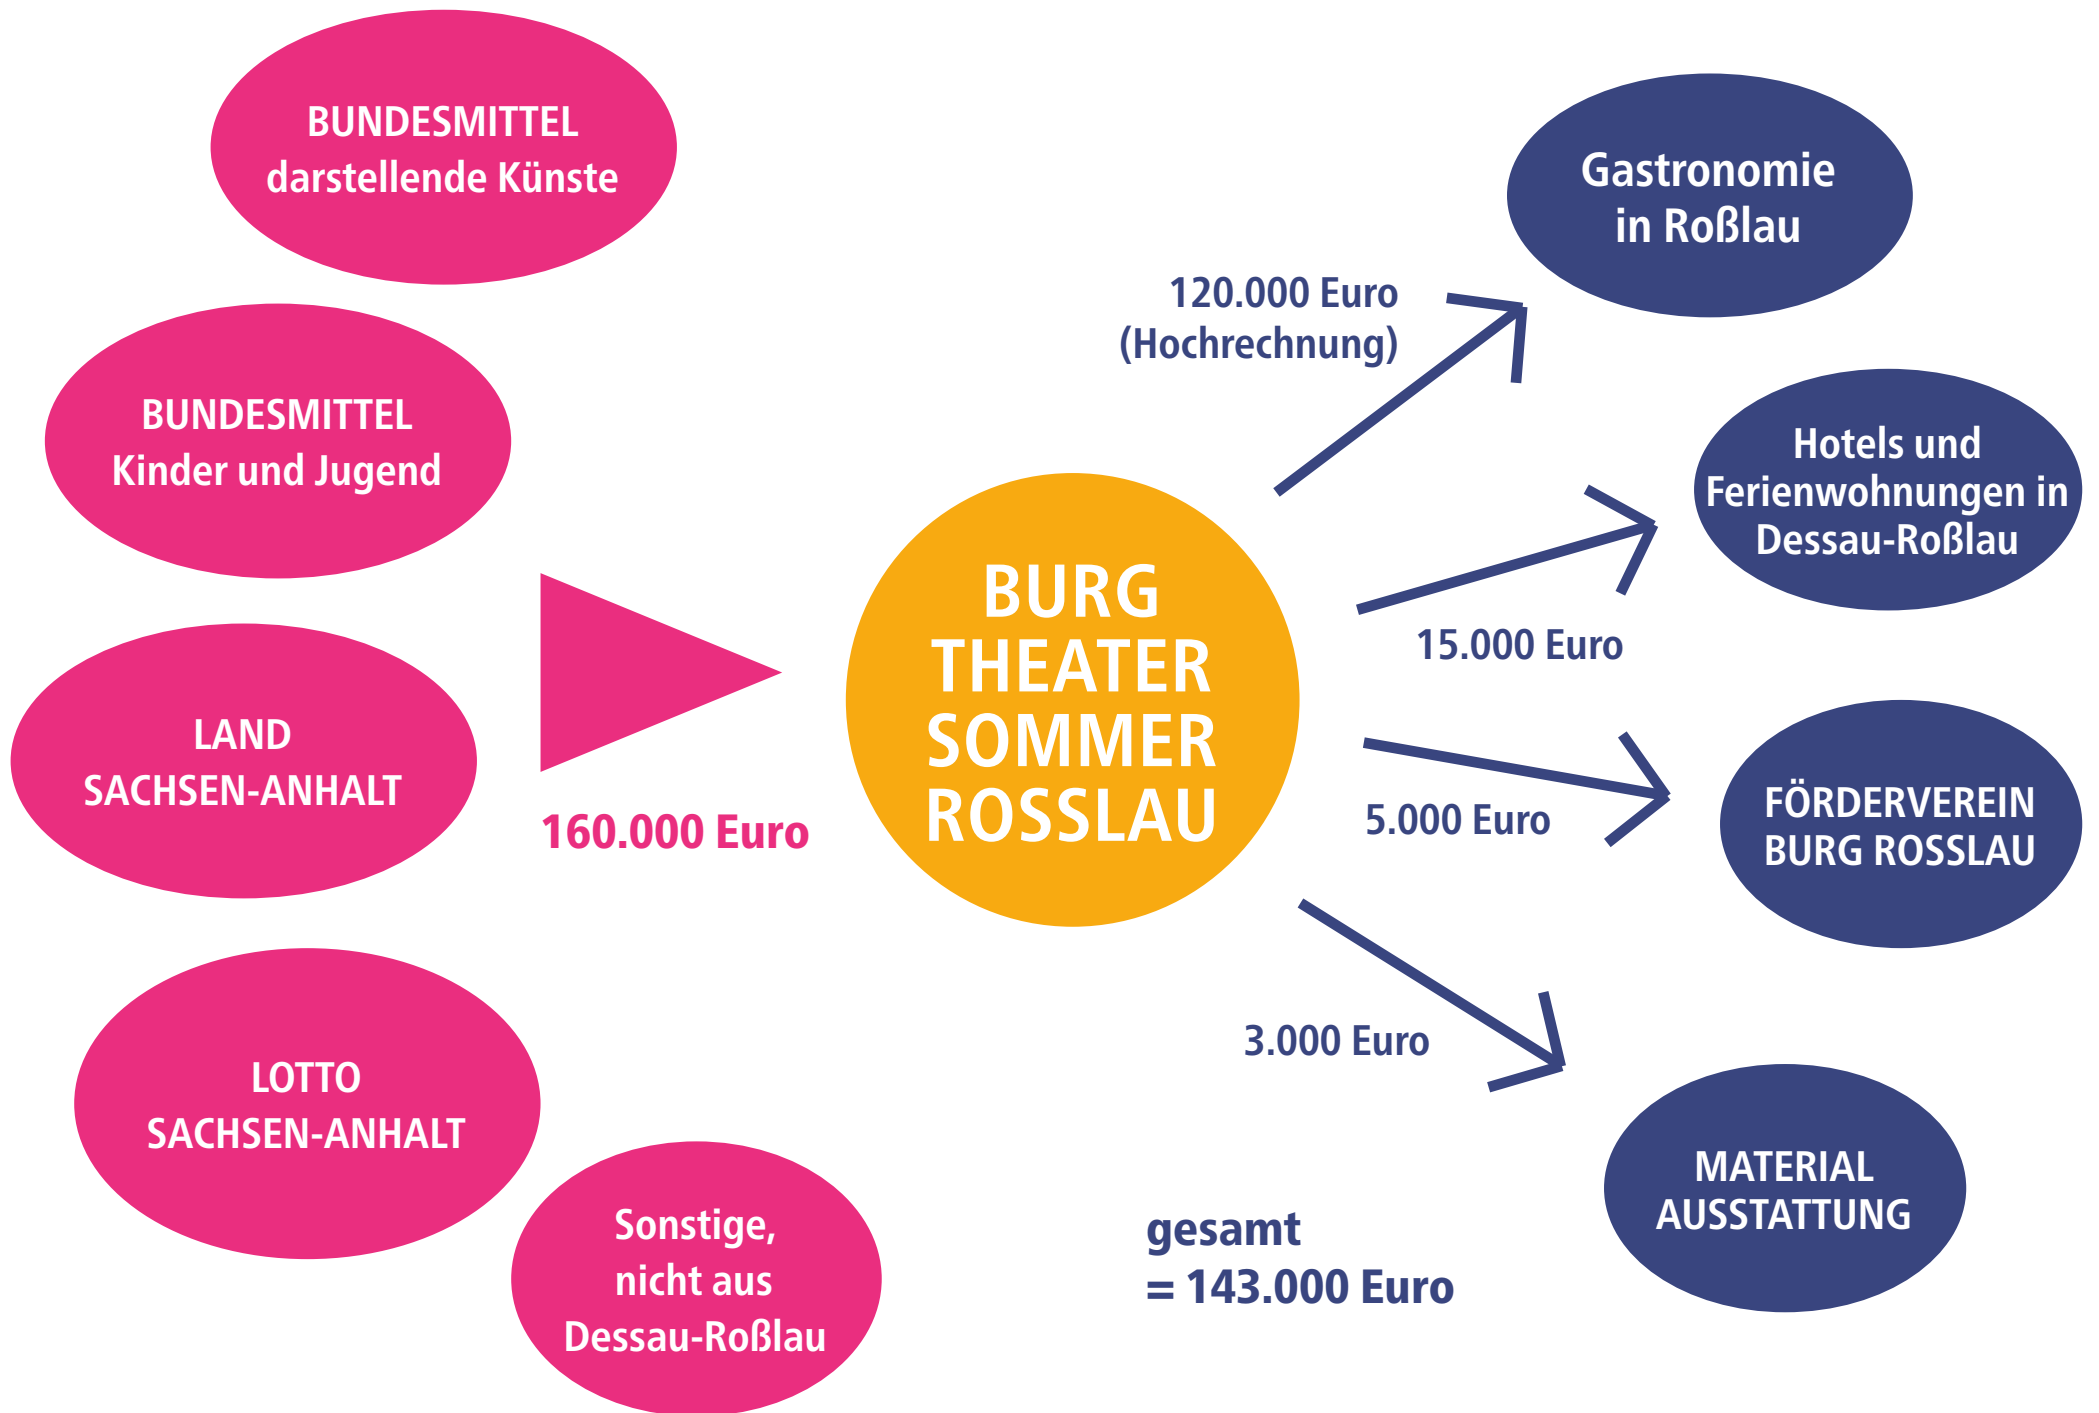 BUNDESMITTEL
darstellende Künste
BUNDESMITTEL
Kinder und Jugend
LAND
SACHSEN-ANHALT
LOTTO
SACHSEN-ANHALT
Sonstige,
nicht aus
Dessau-Roßlau
160.000 Euro
BURG
THEATER
SOMMER
ROSSLAU
120.000 Euro
(Hochrechnung)
Gastronomie
in Roßlau
15.000 Euro
Hotels und
Ferienwohnungen in
Dessau-Roßlau
5.000 Euro
FÖRDERVEREIN
BURG ROSSLAU
3.000 Euro
MATERIAL
AUSSTATTUNG
gesamt
= 143.000 Euro